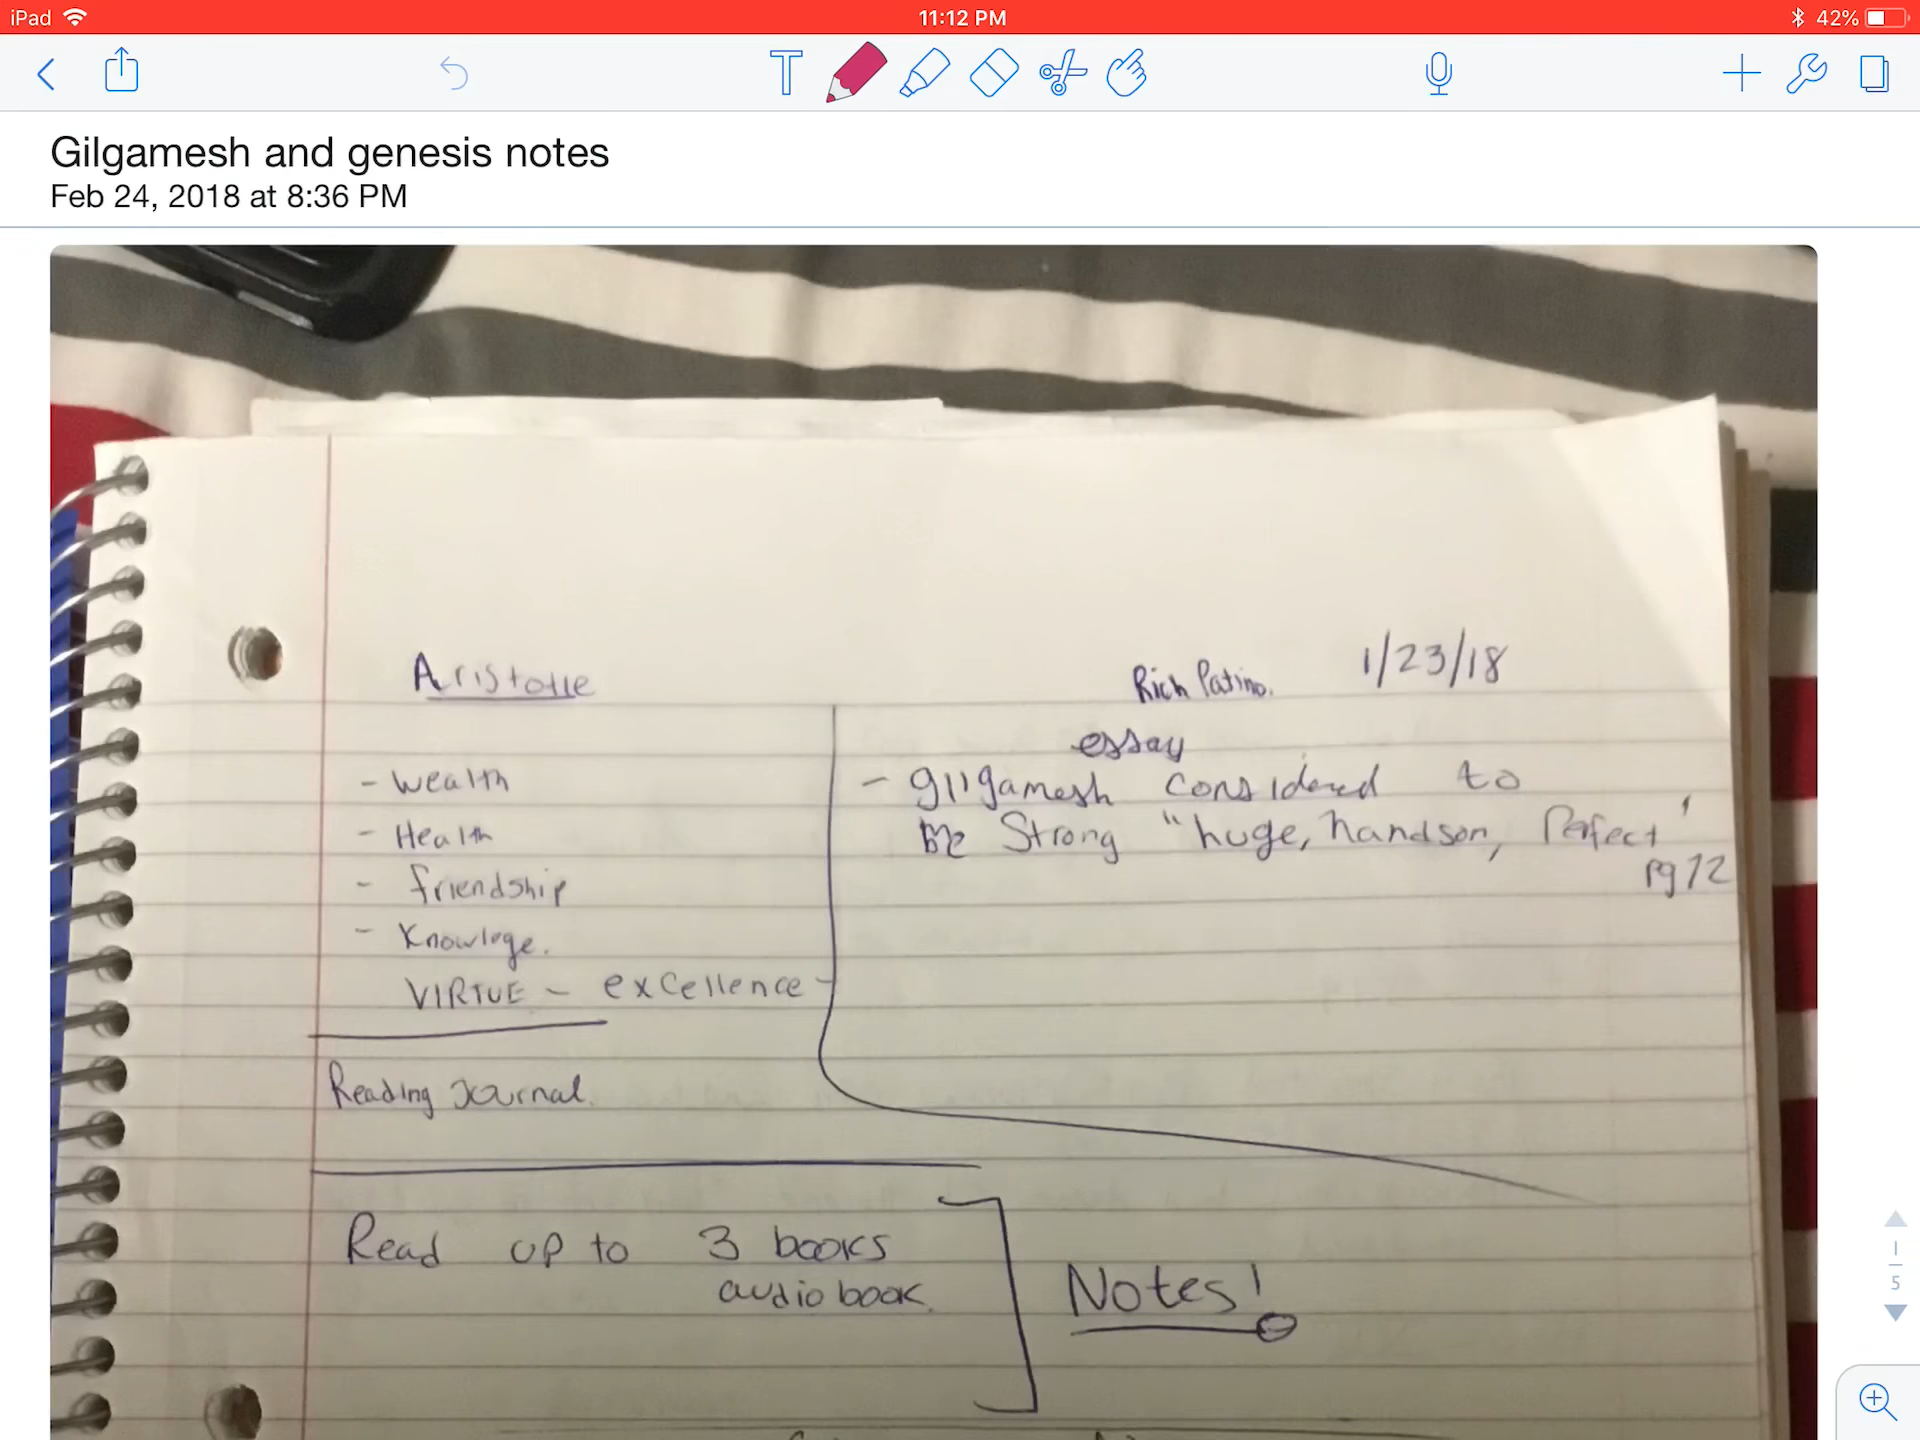 iPad
11:12 PM
42%
T
Gilgamesh and genesis notes
Feb 24, 2018 at 8:36 PM
Aristotle
Rich Patino. 1/23/18
essay
- wealth
- Health
- friendship
- Knowlege.
VIRTUE - excellence -
- gilgamesh considered to
be Strong "huge, handson, Perfect'
pg 72
Reading Journal.
Read up to 3 books
audio book.
Notes!
1
5